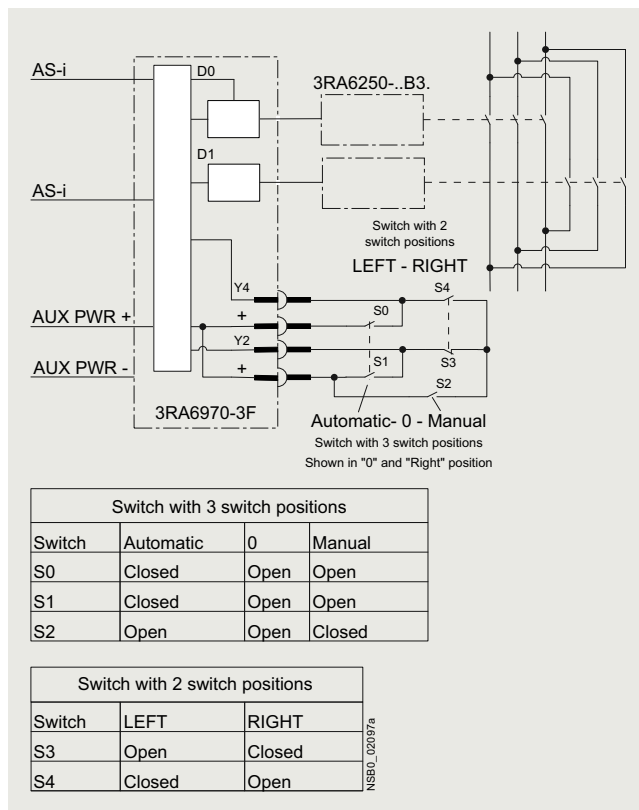 AS-i
D0
3RA6250-..B3.
D1
AS-i
Switch with 2
switch positions
LEFT - RIGHT
Y4
S4
S0
AUX PWR +
+
Y2
S3
S1
AUX PWR -
+
S2
3RA6970-3F
Automatic- 0 - Manual
Switch with 3 switch positions
Shown in "0" and "Right" position
Switch with 3 switch positions
Switch Automatic 0 Manual
S0 Closed Open Open
S1 Closed Open Open
S2 Open Open Closed
Switch with 2 switch positions
Switch LEFT RIGHT
S3 Open Closed
S4 Closed Open
NSB0_02097a